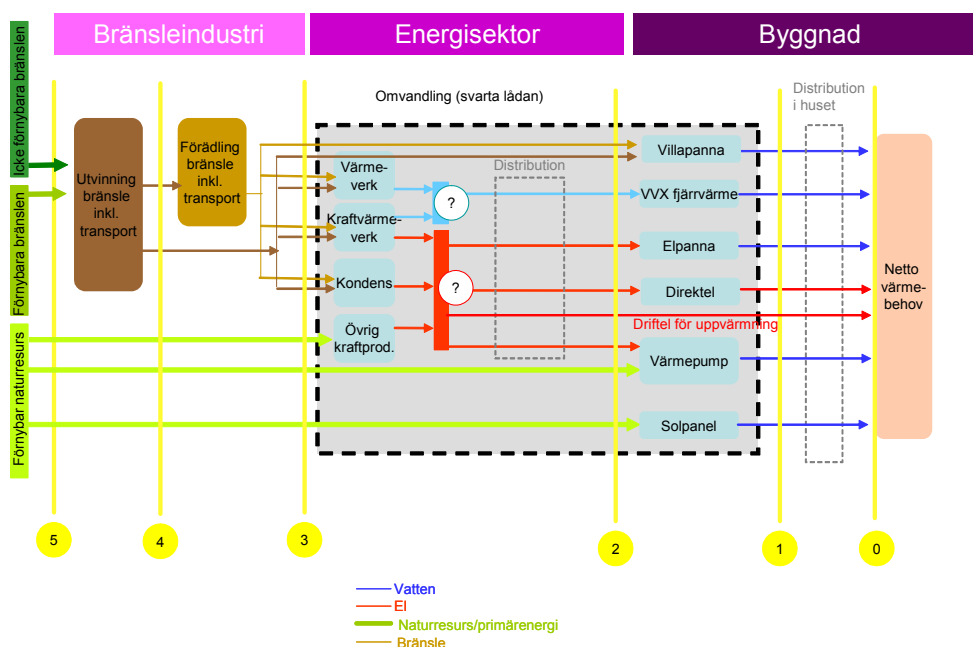 Bränsleindustri
Energisektor
Byggnad
Icke förnybara bränslen
Förnybara bränslen
Förnybar naturresurs
Utvinning
bränsle
inkl.
transport
Förädling
bränsle
inkl.
transport
Omvandling (svarta lådan)
Distribution
i huset
Värme-
verk
Kraftvärme-
verk
Kondens
Övrig
kraftprod.
?
?
Distribution
Villapanna
VVX fjärrvärme
Elpanna
Direktel
Driftel för uppvärmning
Värmepump
Solpanel
Netto
värme-
behov
5
4
3
2
1
0
Vatten
El
Naturresurs/primärenergi
Bränsle